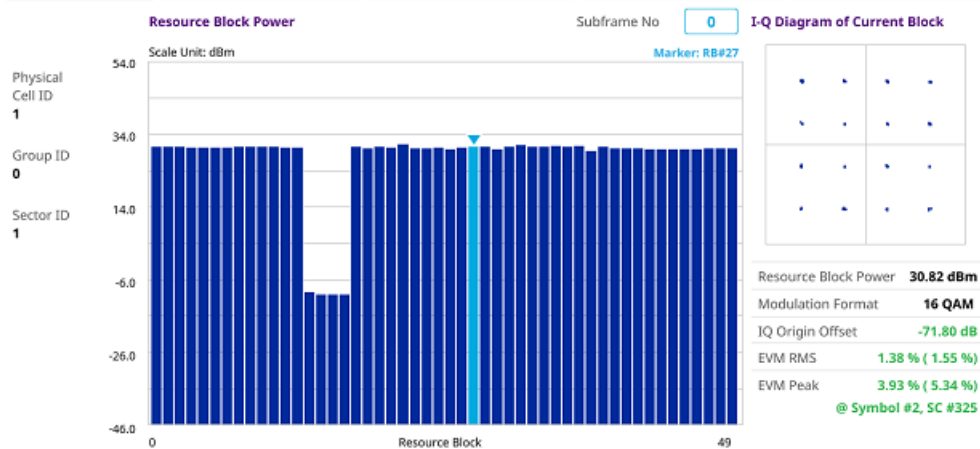 Resource Block Power
Subframe No 0
I-Q Diagram of Current Block
Scale Unit: dBm
Marker: RB#27
Physical
Cell ID
1
Group ID
0
Sector ID
1
54.0
34.0
14.0
-6.0
-26.0
-46.0
0
Resource Block
49
Resource Block Power 30.82 dBm
Modulation Format 16 QAM
IQ Origin Offset -71.80 dB
EVM RMS 1.38 % ( 1.55 %)
EVM Peak 3.93 % ( 5.34 %)
@ Symbol #2, SC #325